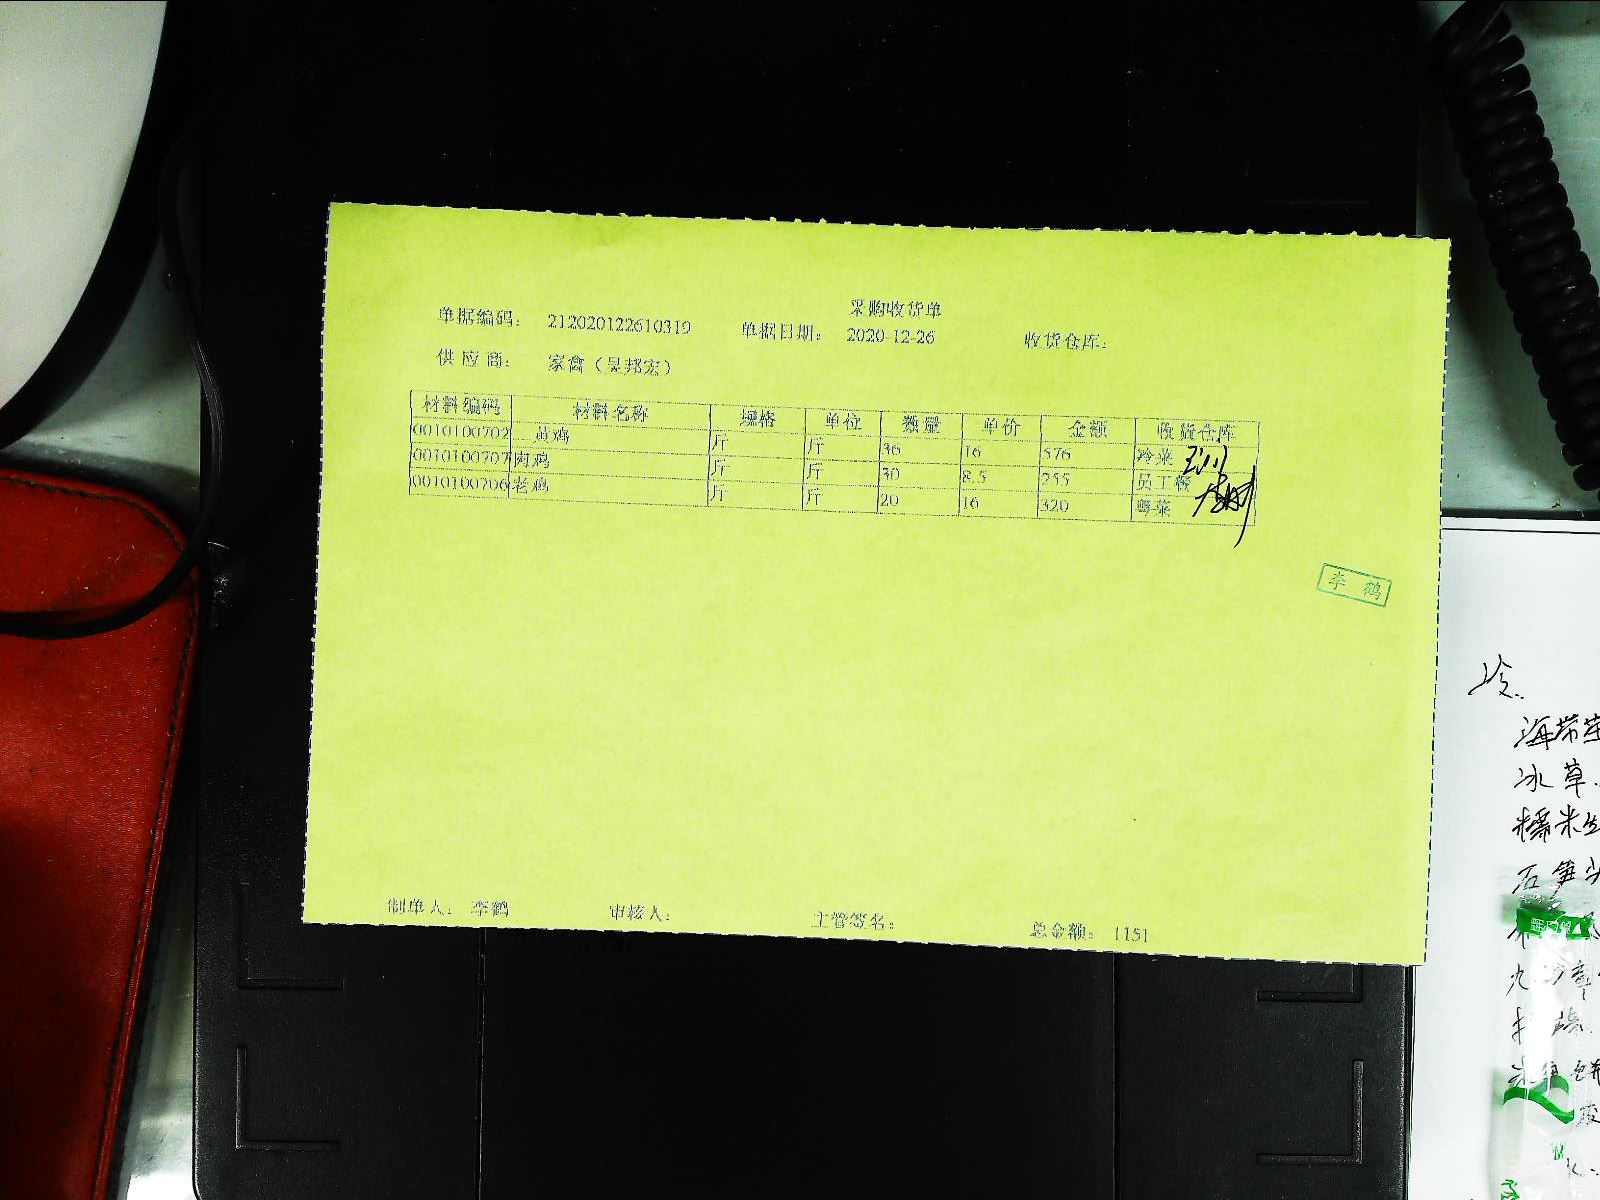 采购收货单
单据编码： 212020122610319 单据日期： 2020-12-26 收货仓库：
供 应 商： 家禽（吴邦宏）
材料编码 材料名称 规格 单位 数量 单价 金额 收货仓库
0010100702 三黄鸡 斤 斤 36 16 576 冷菜
0010100707 肉鸡 斤 斤 30 8.5 255 员工餐
0010100706 老鸡 斤 斤 20 16 320 粤菜
李 鹤
制单人： 李鹤 审核人： 主管签名： 总金额： 1151
冷
海带
冰草
糯米
石笋